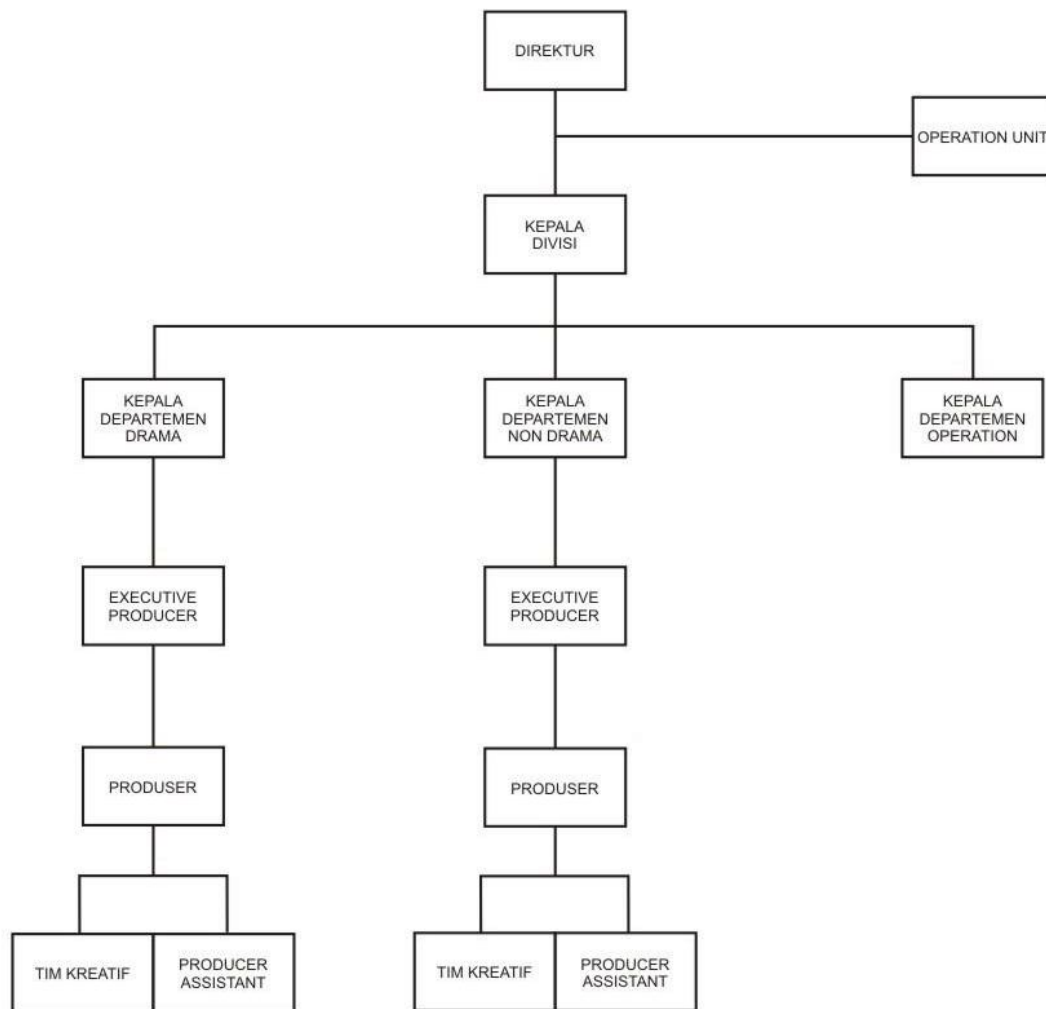 DIREKTUR
OPERATION UNIT
KEPALA
DIVISI
KEPALA
DEPARTEMEN
DRAMA
KEPALA
DEPARTEMEN
NON DRAMA
KEPALA
DEPARTEMEN
OPERATION
EXECUTIVE
PRODUCER
EXECUTIVE
PRODUCER
PRODUSER
PRODUSER
TIM KREATIF
PRODUCER
ASSISTANT
TIM KREATIF
PRODUCER
ASSISTANT